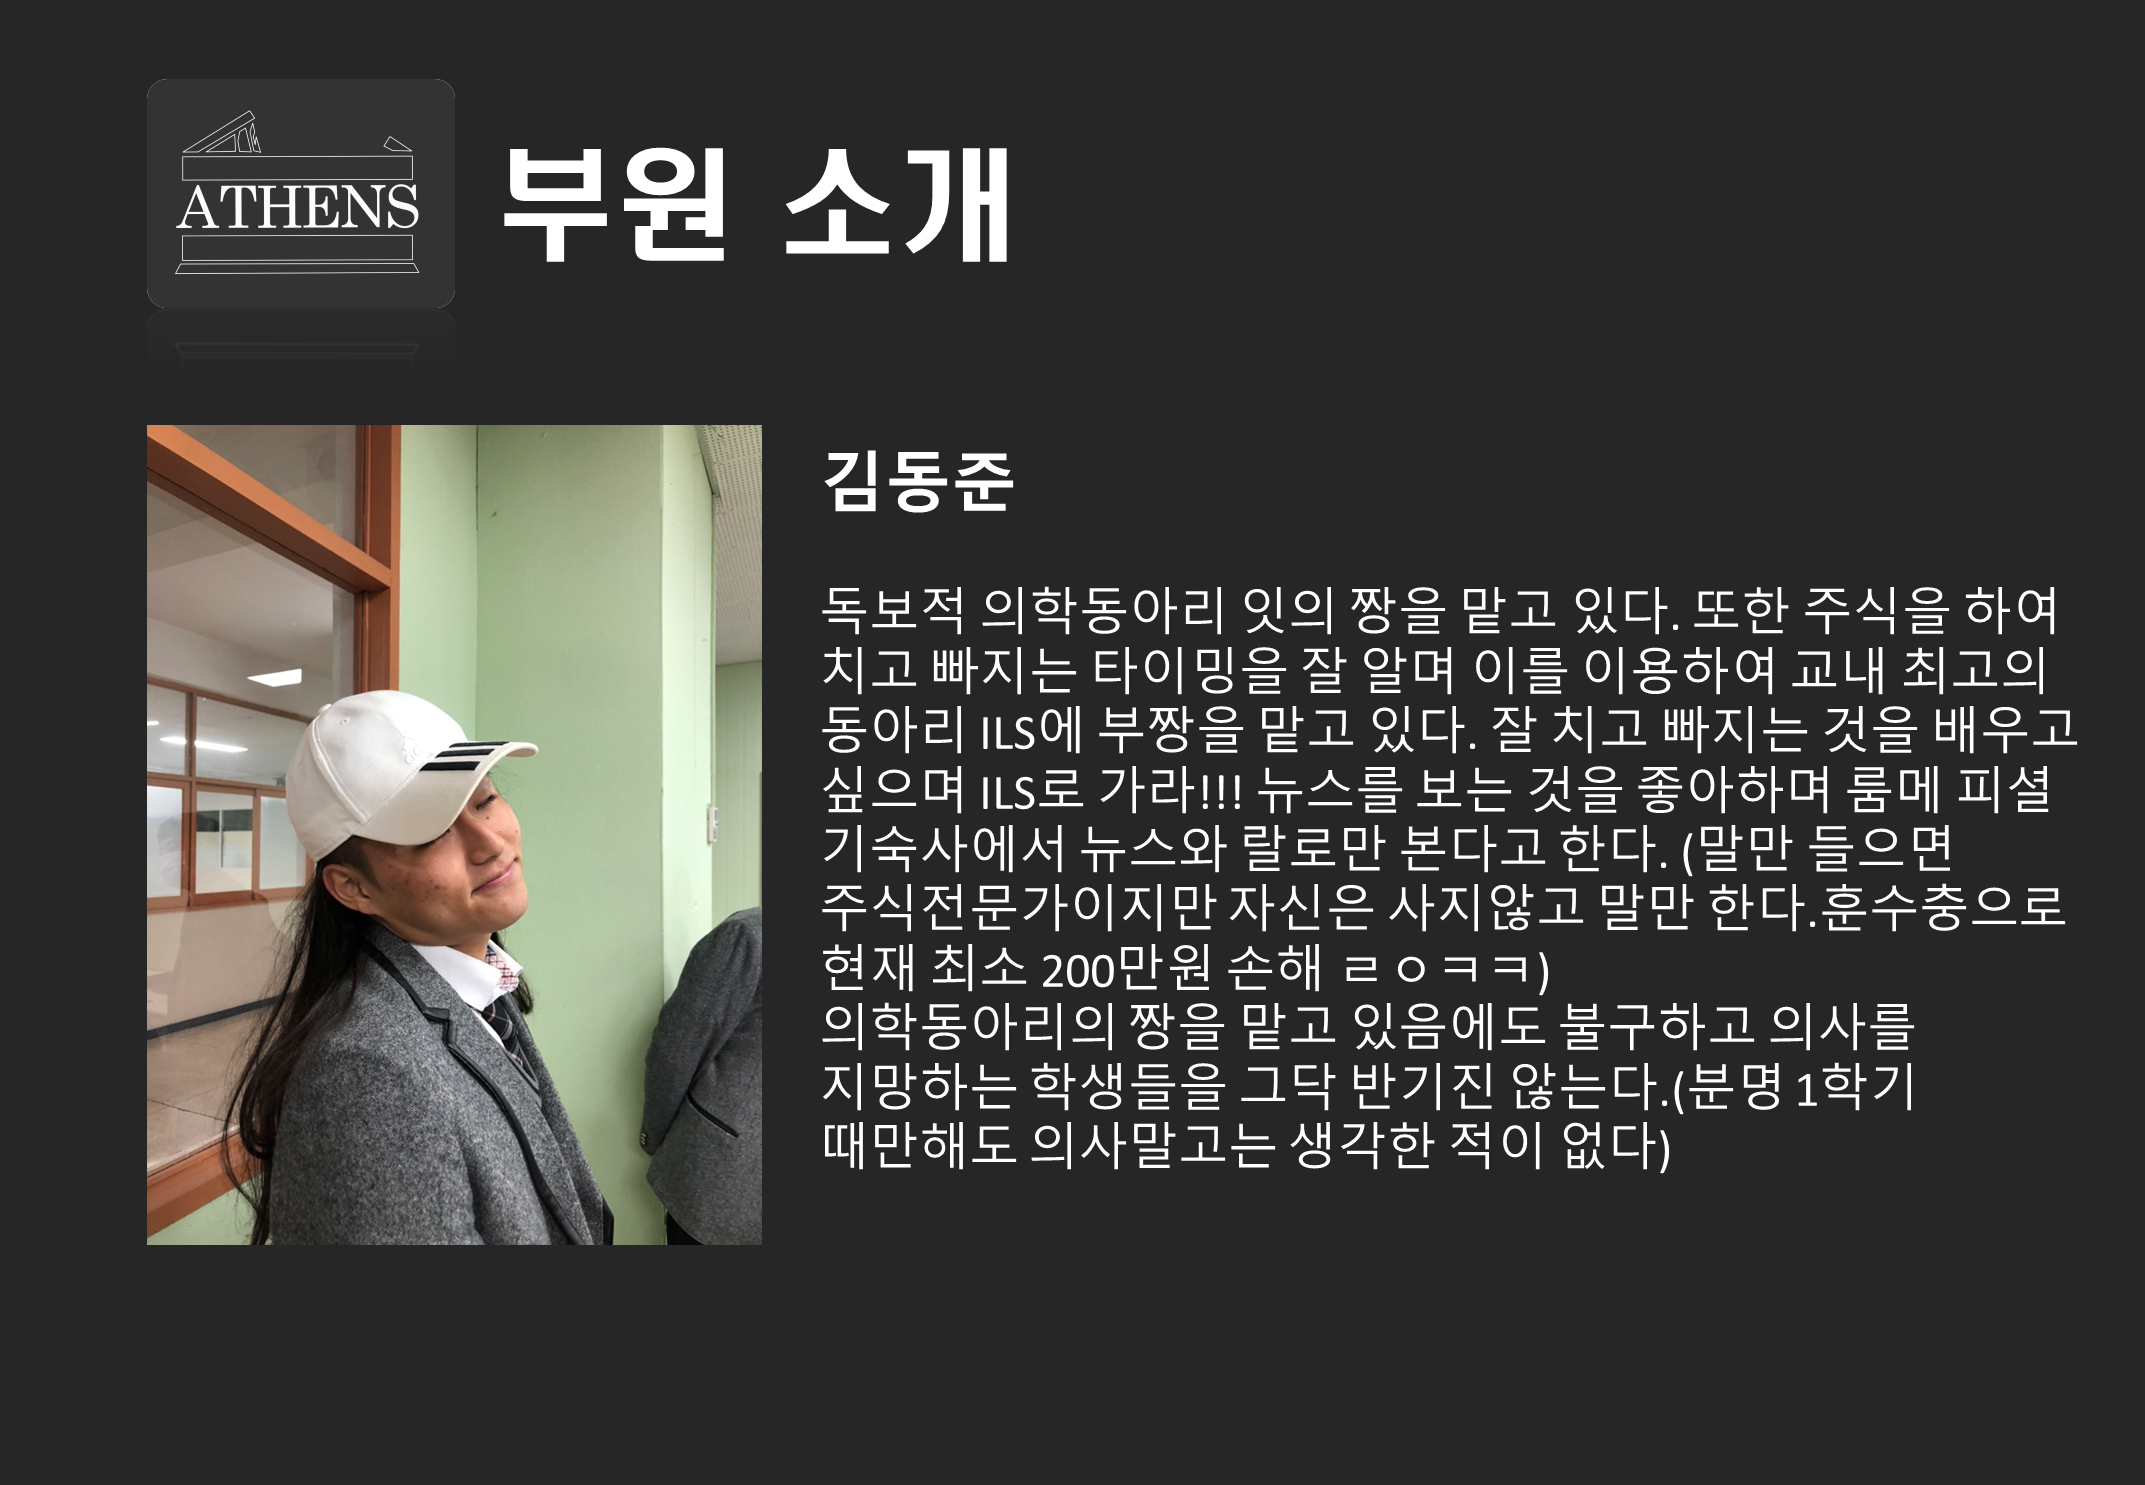 ATHENS
부원 소개
김동준
독보적 의학동아리 잇의 짱을 맡고 있다. 또한 주식을 하여
치고 빠지는 타이밍을 잘 알며 이를 이용하여 교내 최고의
동아리 ILS에 부짱을 맡고 있다. 잘 치고 빠지는 것을 배우고
싶으며 ILS로 가라!!! 뉴스를 보는 것을 좋아하며 룸메 피셜
기숙사에서 뉴스와 랄로만 본다고 한다. (말만 들으면
주식전문가이지만 자신은 사지않고 말만 한다.훈수충으로
현재 최소 200만원 손해 ㄹㅇㅋㅋ)
의학동아리의 짱을 맡고 있음에도 불구하고 의사를
지망하는 학생들을 그닥 반기진 않는다.(분명 1학기
때만해도 의사말고는 생각한 적이 없다)